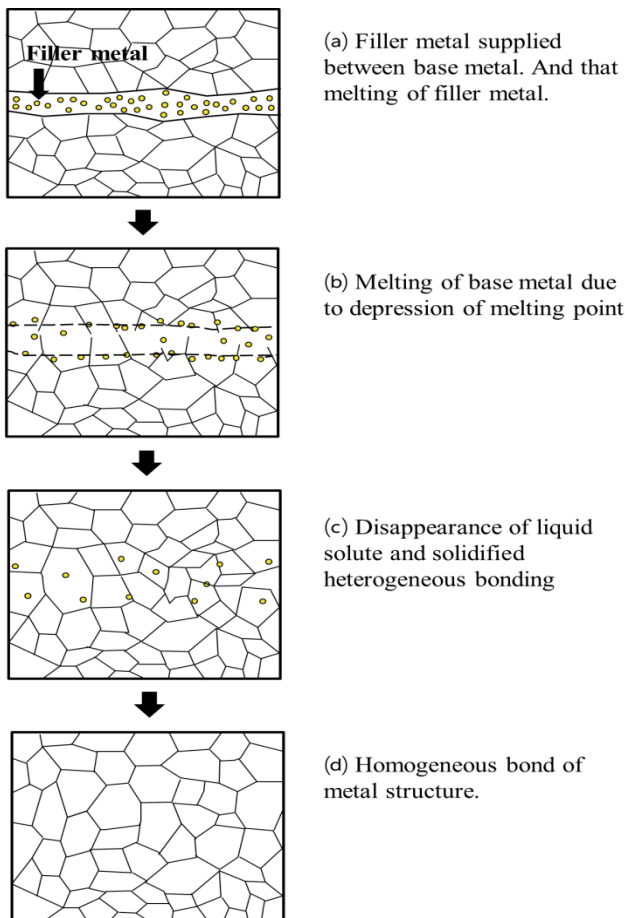 Filler metal
(a) Filler metal supplied
between base metal. And that
melting of filler metal.
(b) Melting of base metal due
to depression of melting point
(c) Disappearance of liquid
solute and solidified
heterogeneous bonding
(d) Homogeneous bond of
metal structure.